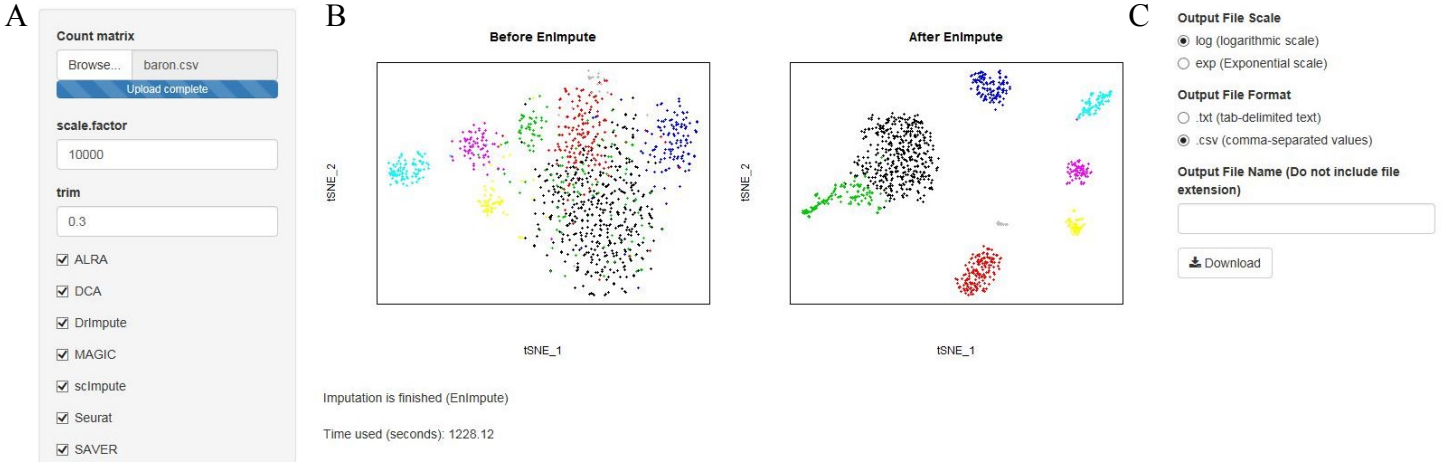 A
Count matrix
Browse... baron.csv
Upload complete
scale.factor
10000
trim
0.3
ALRA
DCA
DrImpute
MAGIC
scImpute
Seurat
SAVER
B
Before EnImpute
tSNE_2
tSNE_1
After EnImpute
tSNE_2
tSNE_1
Imputation is finished (EnImpute)
Time used (seconds): 1228.12
C
Output File Scale
log (logarithmic scale)
exp (Exponential scale)
Output File Format
.txt (tab-delimited text)
.csv (comma-separated values)
Output File Name (Do not include file
extension)
Download